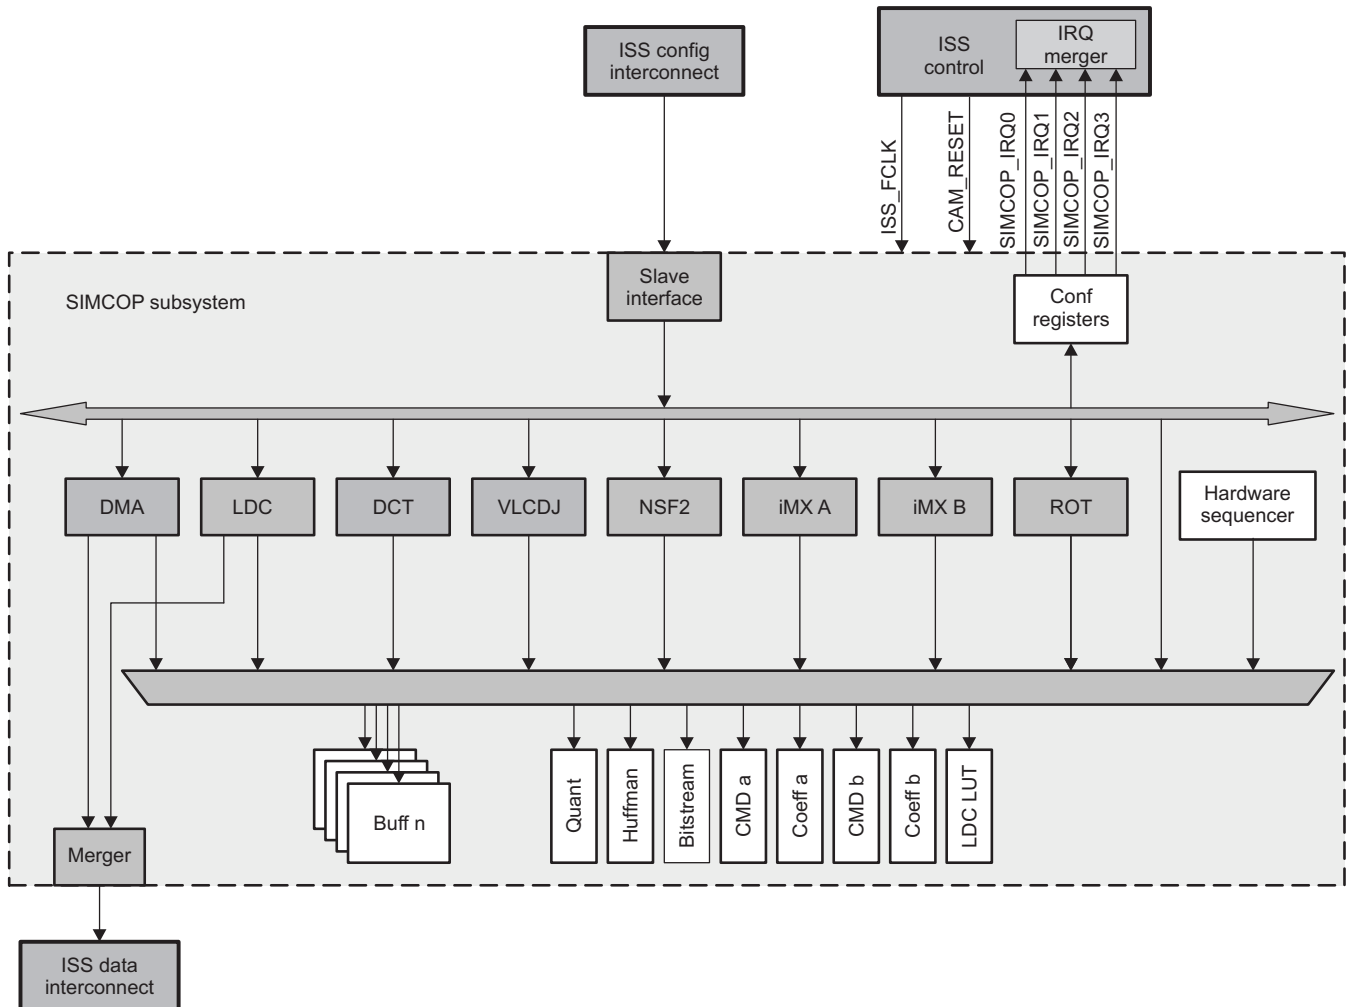 ISS config
interconnect
ISS
control
IRQ
merger
ISS_FCLK
CAM_RESET
SIMCOP_IRQ0
SIMCOP_IRQ1
SIMCOP_IRQ2
SIMCOP_IRQ3
SIMCOP subsystem
Slave
interface
Conf
registers
DMA
LDC
DCT
VLCDJ
NSF2
iMX A
iMX B
ROT
Hardware
sequencer
Buff n
Quant
Huffman
Bitstream
CMD a
Coeff a
CMD b
Coeff b
LDC LUT
Merger
ISS data
interconnect